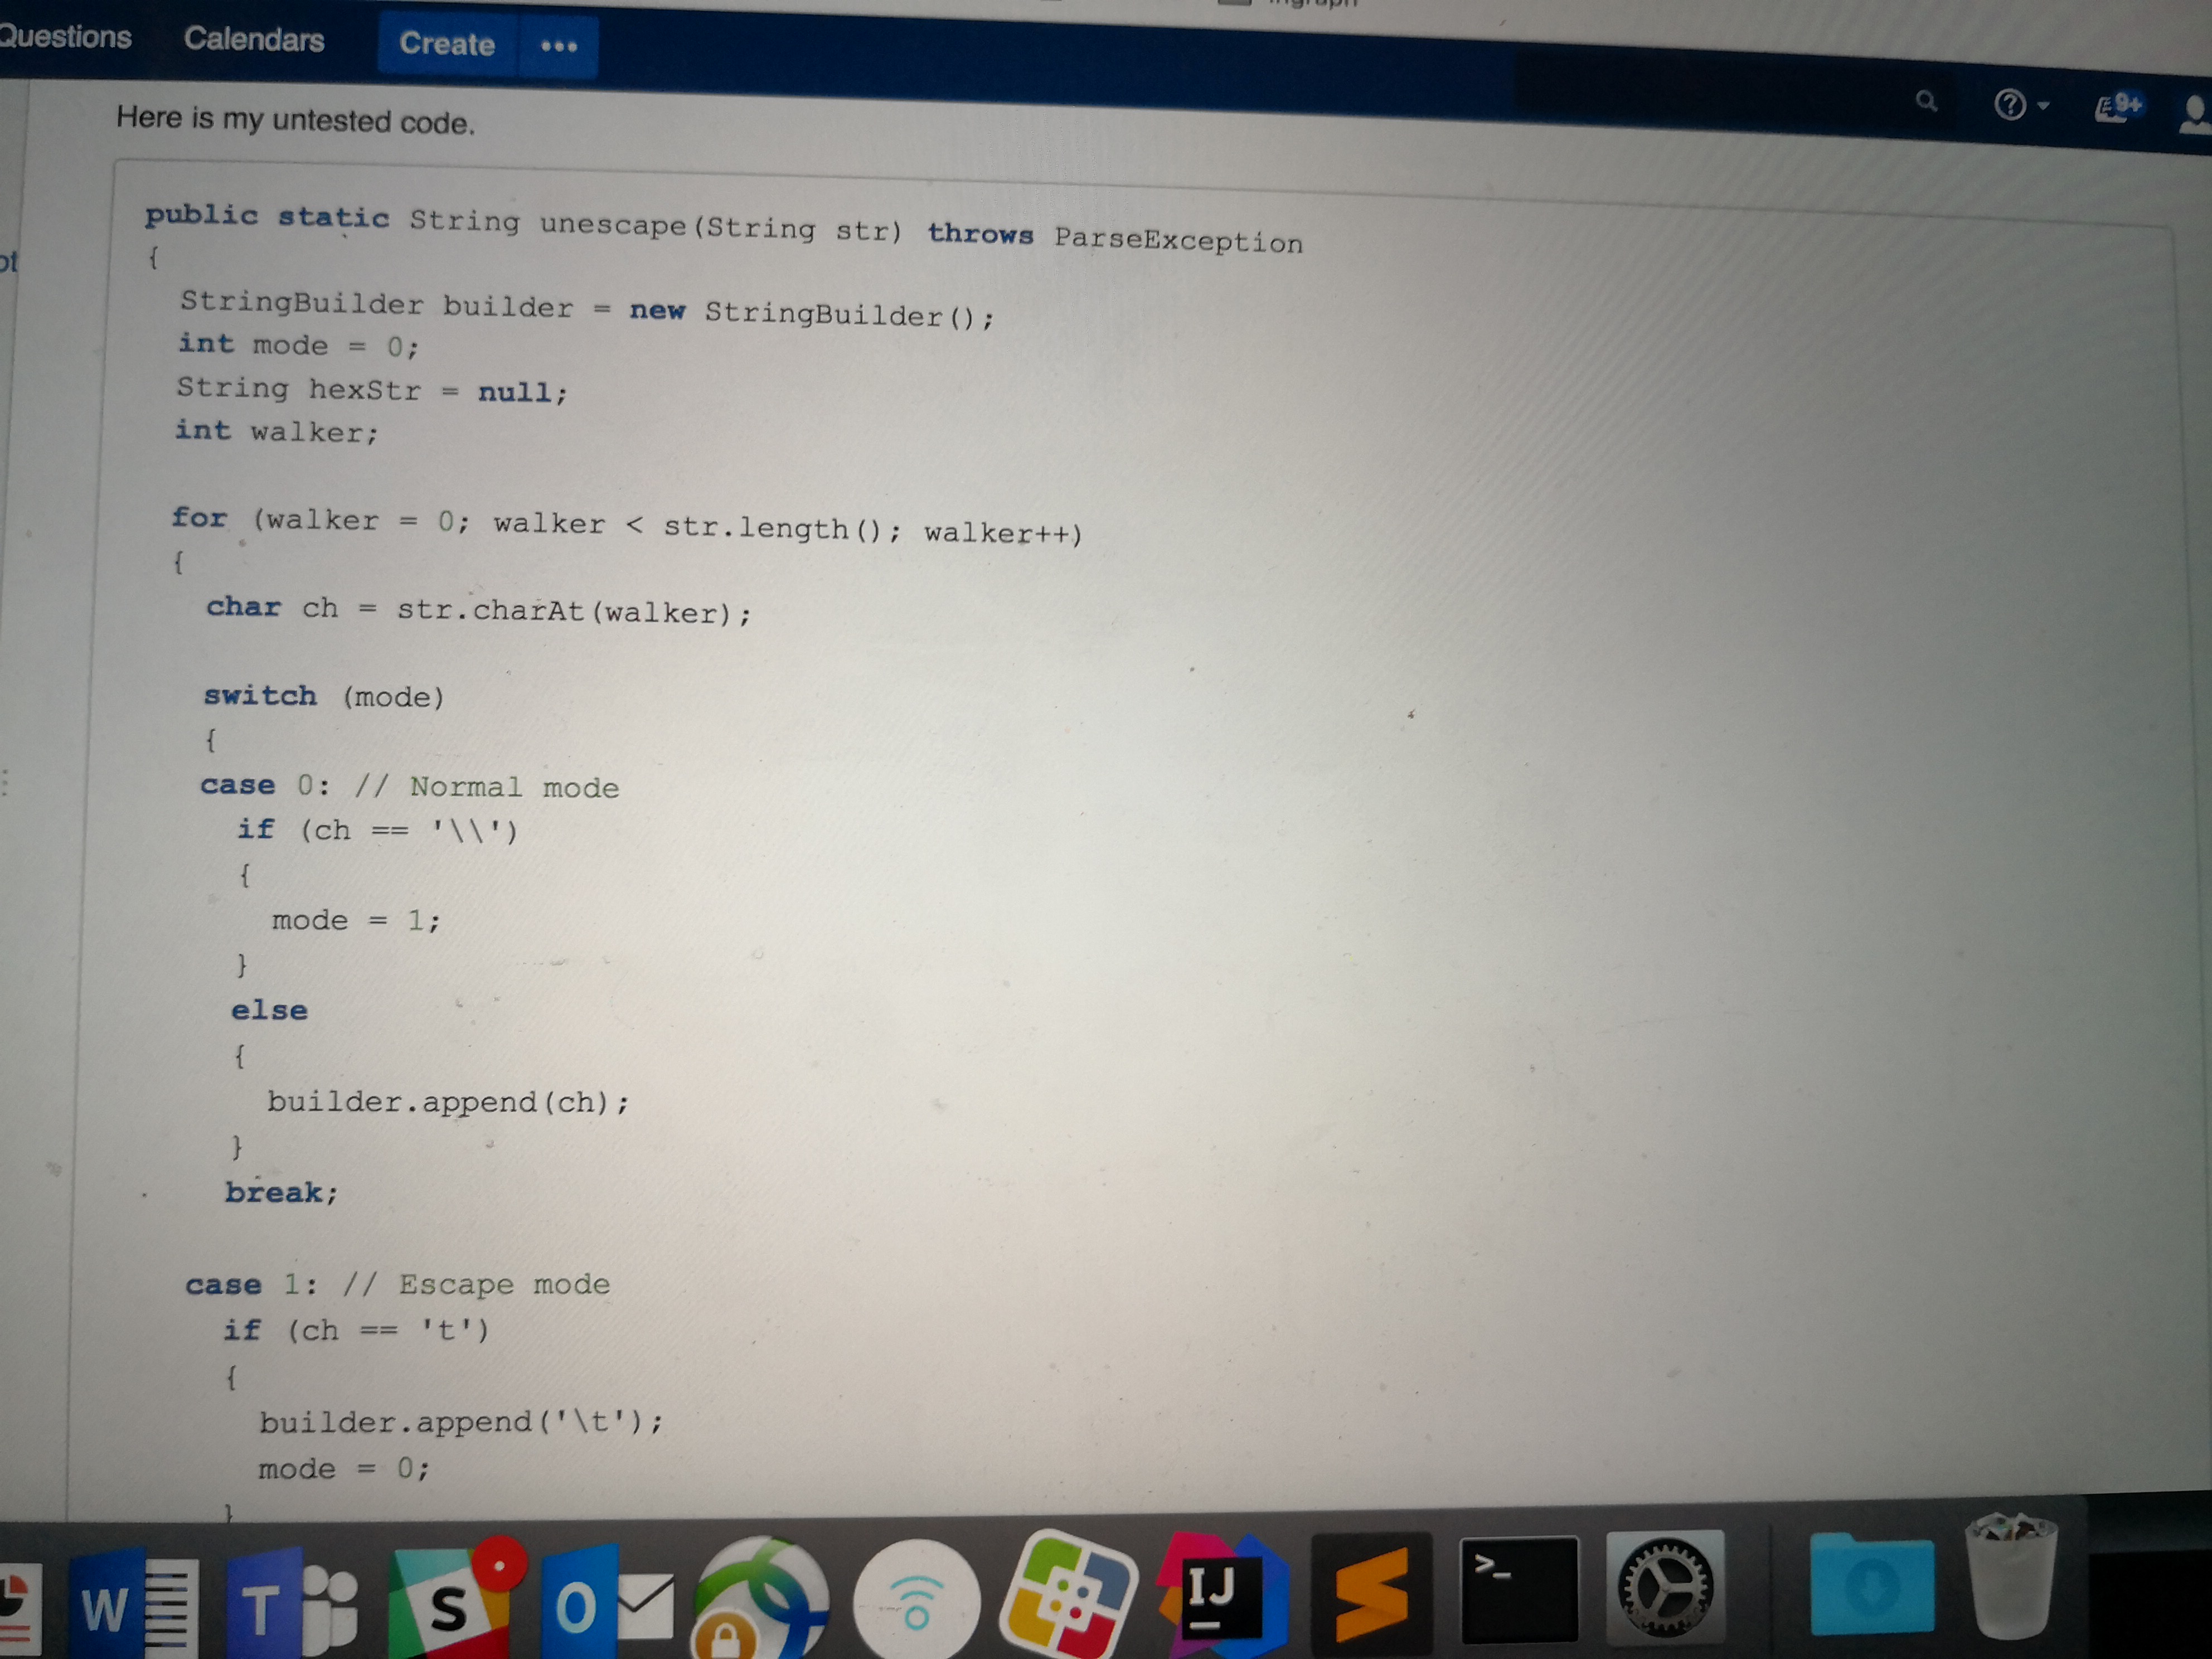 Questions Calendars Create •••
9+
Here is my untested code.
public static String unescape(String str) throws ParseException
{
StringBuilder builder = new StringBuilder();
int mode = 0;
String hexStr = null;
int walker;
for (walker = 0; walker < str.length(); walker++)
{
char ch = str.charAt(walker);
switch (mode)
{
case 0: // Normal mode
if (ch == '\\')
{
mode = 1;
}
else
{
builder.append(ch);
}
break;
case 1: // Escape mode
if (ch == 't')
{
builder.append('\t');
mode = 0;
}
W T S O IJ >_